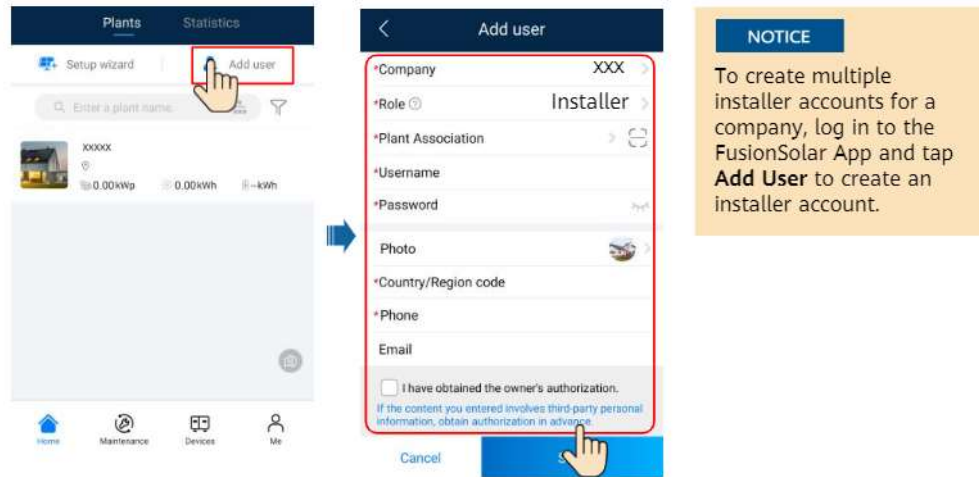 Plants Statistics
Setup wizard Add user
Enter a plant name.
xxxxx
0.00kWp 0.00kWh --kWh
Home Maintenance Devices Me
Add user
*Company XXX
*Role Installer
*Plant Association
*Username
*Password
Photo
*Country/Region code
*Phone
Email
I have obtained the owner's authorization.
If the content you entered involves third-party personal
information, obtain authorization in advance.
Cancel
NOTICE
To create multiple
installer accounts for a
company, log in to the
FusionSolar App and tap
Add User to create an
installer account.